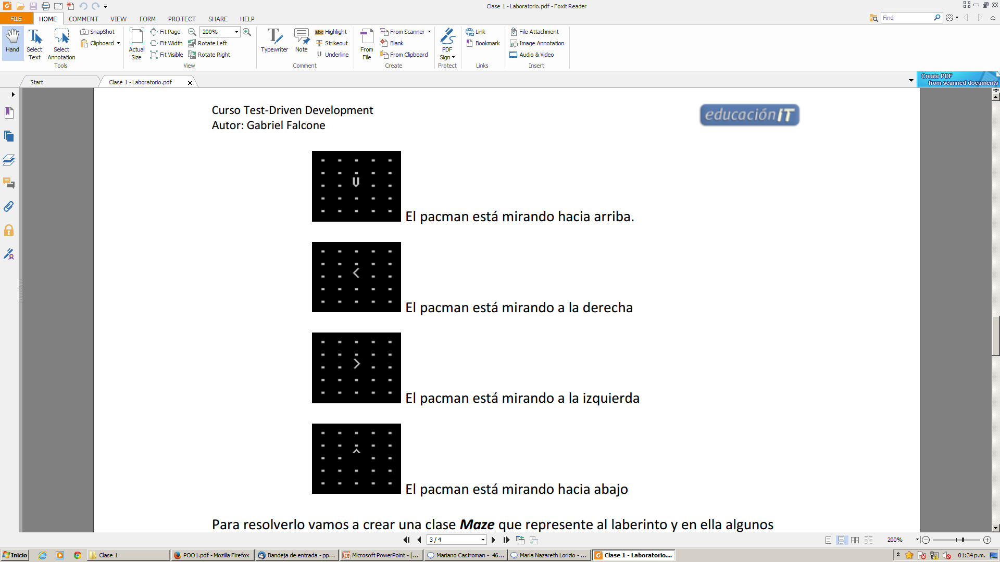 Clase 1 - Laboratorio.pdf - Foxit Reader
FILE HOME COMMENT VIEW FORM PROTECT SHARE HELP
Find
Hand
Select Text
Select Annotation
SnapShot
Clipboard
Tools
Actual Size
Fit Page
Fit Width
Fit Visible
200%
Rotate Left
Rotate Right
View
Typewriter
Note
Highlight
Strikeout
Underline
Comment
From File
From Scanner
Blank
From Clipboard
Create
PDF Sign
Protect
Link
Bookmark
Links
File Attachment
Image Annotation
Audio & Video
Insert
Start
Clase 1 - Laboratorio.pdf
Create PDF
from scanned documents
Curso Test-Driven Development
Autor: Gabriel Falcone
educaciónIT
El pacman está mirando hacia arriba.
El pacman está mirando a la derecha
El pacman está mirando a la izquierda
El pacman está mirando hacia abajo
Para resolverlo vamos a crear una clase Maze que represente al laberinto y en ella algunos
3 / 4
200%
Inicio
Clase 1
POO1.pdf - Mozilla Firefox
Bandeja de entrada - pp...
Microsoft PowerPoint - [...
Mariano Castroman - 46...
Maria Nazareth Lorizio - ...
Clase 1 - Laboratorio....
01:34 p.m.